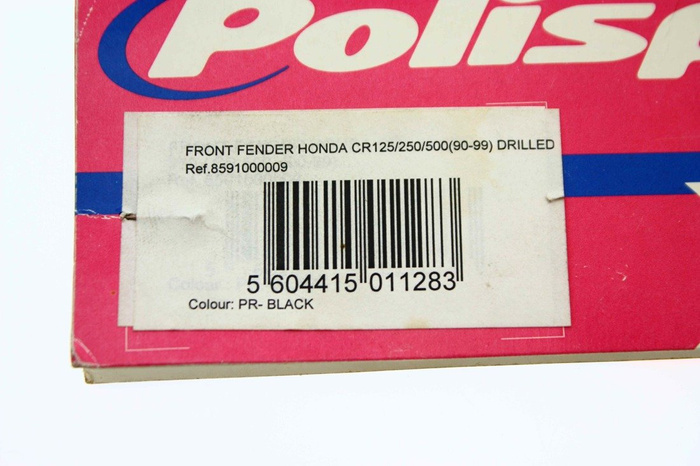 Polisp
FRONT FENDER HONDA CR125/250/500(90-99) DRILLED
Ref.8591000009
5 604415 011283
Colour: PR- BLACK